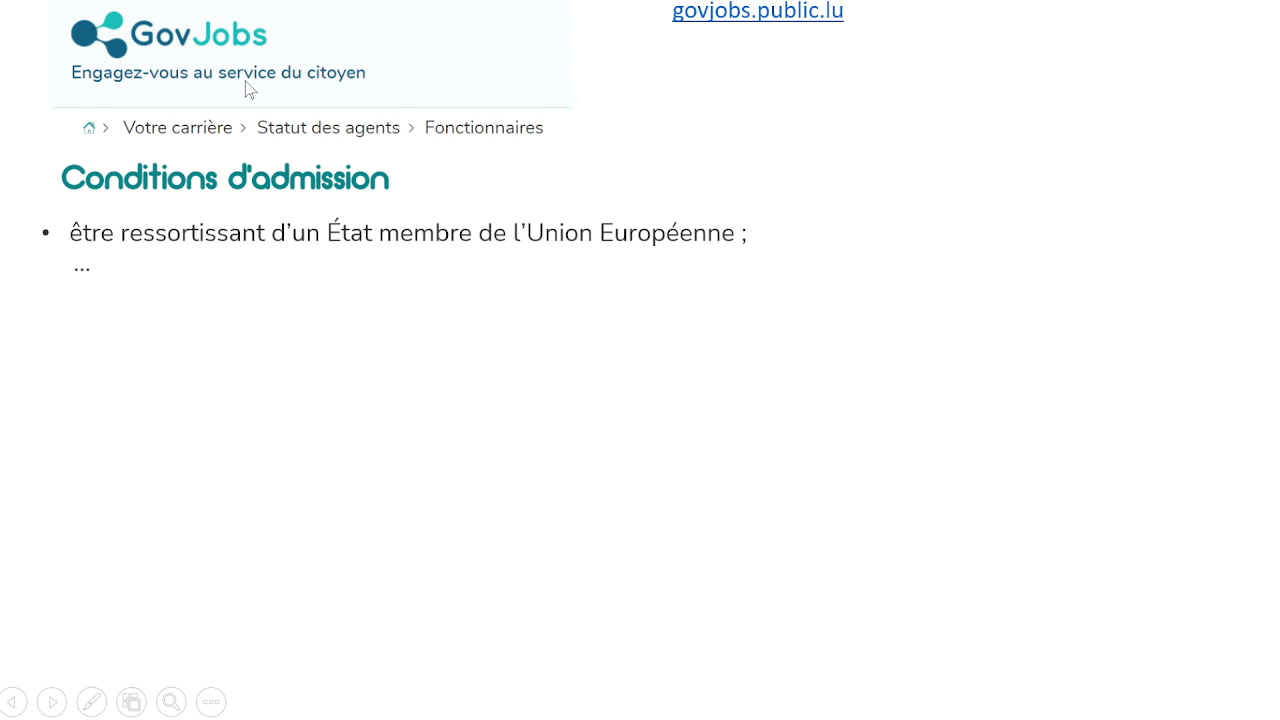 GovJobs
govjobs.public.lu
Engagez-vous au service du citoyen
Votre carrière > Statut des agents > Fonctionnaires
Conditions d'admission
• être ressortissant d’un État membre de l’Union Européenne ;
...